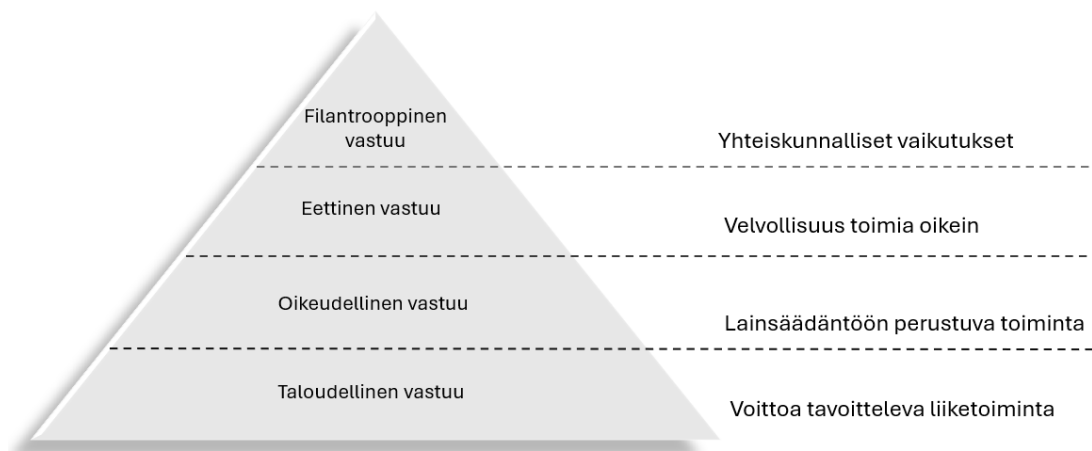 Filantrooppinen
vastuu
Yhteiskunnalliset vaikutukset
Eettinen vastuu
Velvollisuus toimia oikein
Oikeudellinen vastuu
Lainsäädäntöön perustuva toiminta
Taloudellinen vastuu
Voittoa tavoitteleva liiketoiminta